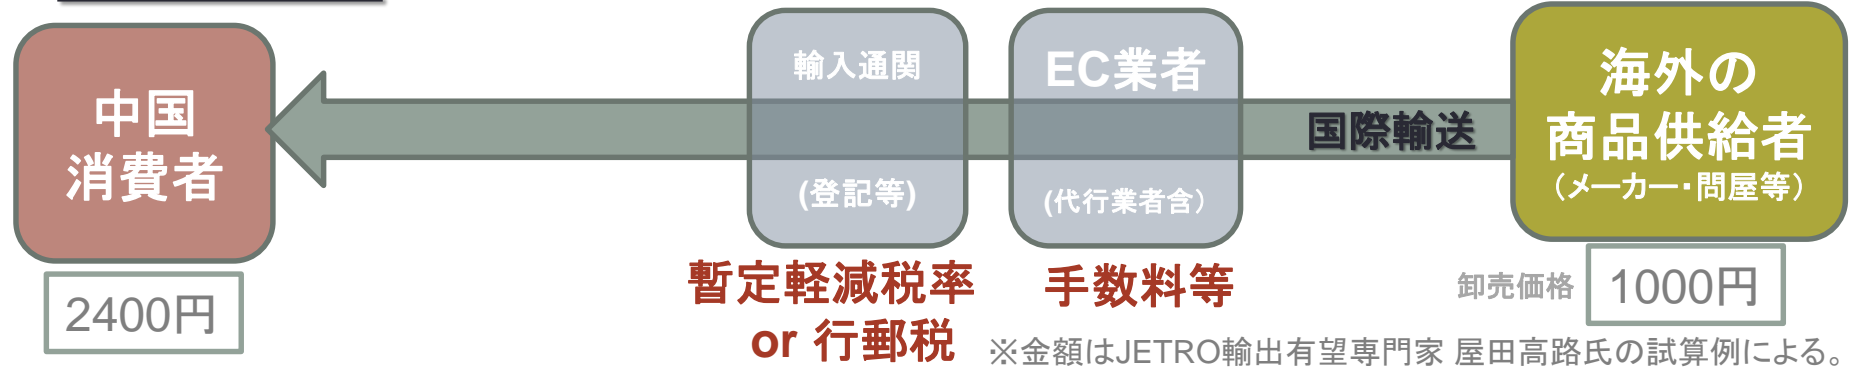 中国
消費者
2400円
輸入通関
(登記等)
暫定軽減税率
or 行郵税
EC業者
(代行業者含)
手数料等
国際輸送
海外の
商品供給者
(メーカー・問屋等)
卸売価格
1000円
※金額はJETRO輸出有望専門家 屋田高路氏の試算例による。